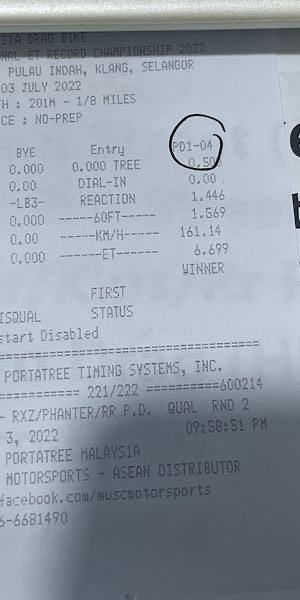 SIA DRAG BIKE
NAL ET RECORD CHAMPIONSHIP 2022
PULAU INDAH, KLANG, SELANGOR
03 JULY 2022
TH : 201M - 1/8 MILES
CE : NO-PREP
BYE Entry PD1-04
0.000 0.000 TREE 0.500
0.00 DIAL-IN 0.00
-LB3- REACTION 1.446
0.000 ------60FT----- 1.569
0.00 ------KM/H----- 161.14
0.000 -------ET------ 6.699
WINNER
FIRST
ISQUAL STATUS
start Disabled
=====================================
PORTATREE TIMING SYSTEMS, INC.
=========== 221/222 ==========600214
- RXZ/PHANTER/RR P.D. QUAL RND 2
3, 2022 09:58:51 PM
PORTATREE MALAYSIA
MOTORSPORTS - ASEAN DISTRIBUTOR
facebook.com/muscmotorsports
6-6681490